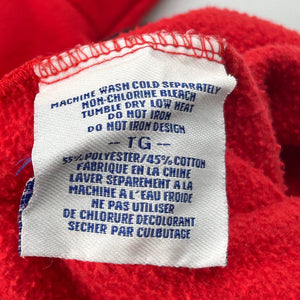 MACHINE WASH COLD SEPARATELY
NON-CHLORINE BLEACH
TUMBLE DRY LOW HEAT
DO NOT IRON
DO NOT IRON DESIGN
-- TG --
55% POLYESTER/45% COTTON
FABRIQUE EN LA CHINE
LAVER SEPAREMENT A LA
MACHINE A L'EAU FROIDE
NE PAS UTILISER
DE CHLORURE DECOLORANT
SECHER PAR CULBUTAGE